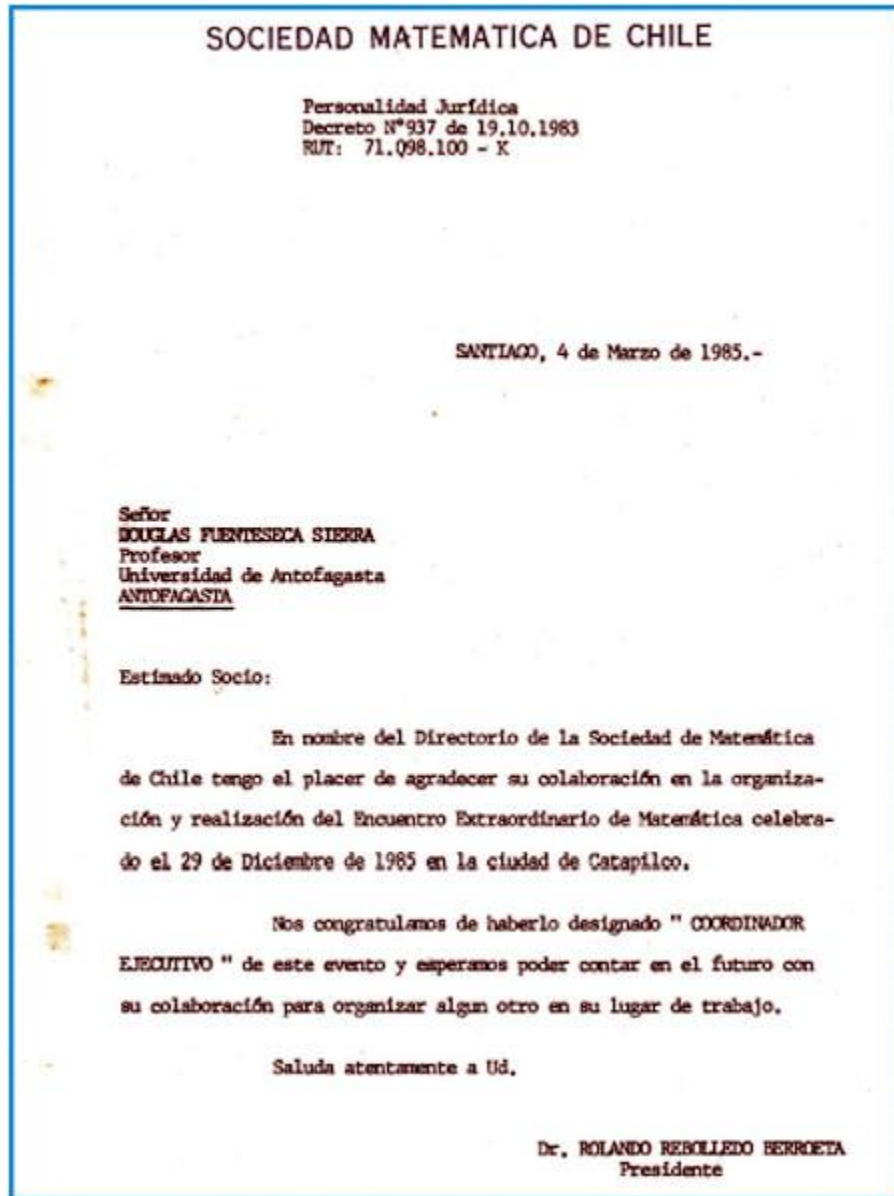 SOCIEDAD MATEMATICA DE CHILE
Personalidad Jurídica
Decreto N°937 de 19.10.1983
RUT: 71.098.100 - K
SANTIAGO, 4 de Marzo de 1985.-
Señor
DOUGLAS FUENTESECA SIERRA
Profesor
Universidad de Antofagasta
ANTOFAGASTA
Estimado Socio:
En nombre del Directorio de la Sociedad de Matemática
de Chile tengo el placer de agradecer su colaboración en la organiza-
ción y realización del Encuentro Extraordinario de Matemática celebra-
do el 29 de Diciembre de 1985 en la ciudad de Catapilco.
Nos congratulamos de haberlo designado " COORDINADOR
EJECUTIVO " de este evento y esperamos poder contar en el futuro con
su colaboración para organizar algun otro en su lugar de trabajo.
Saluda atentamente a Ud.
Dr. ROLANDO REBOLLEDO BERROETA
Presidente